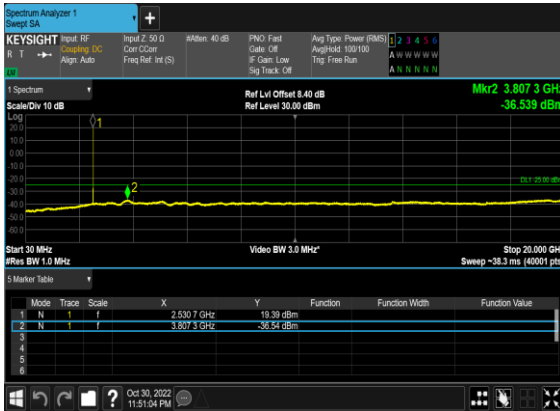 Spectrum Analyzer 1
Swept SA
+
KEYSIGHT
R T
Input: RF
Coupling: DC
Align: Auto
Input Z: 50 Ω
Corr CCorr
Freq Ref: Int (S)
#Atten: 40 dB
PNO: Fast
Gate: Off
IF Gain: Low
Sig Track: Off
Avg Type: Power (RMS)
Avg|Hold: 100/100
Trig: Free Run
1 2 3 4 5 6
A W W W W W
A N N N N N
1 Spectrum
Scale/Div 10 dB
Ref Lvl Offset 8.40 dB
Ref Level 30.00 dBm
Mkr2 3.807 3 GHz
-36.539 dBm
Log
20.0
10.0
0.00
-10.0
-20.0
-30.0
-40.0
-50.0
-60.0
1
2
DL1 -25.00 dBm
Start 30 MHz
#Res BW 1.0 MHz
Video BW 3.0 MHz*
Stop 20.000 GHz
Sweep ~38.3 ms (40001 pts)
5 Marker Table
Mode Trace Scale X Y Function Function Width Function Value
1 N 1 f 2.530 7 GHz 19.39 dBm
2 N 1 f 3.807 3 GHz -36.54 dBm
3
4
5
6
?
Oct 30, 2022
11:51:04 PM